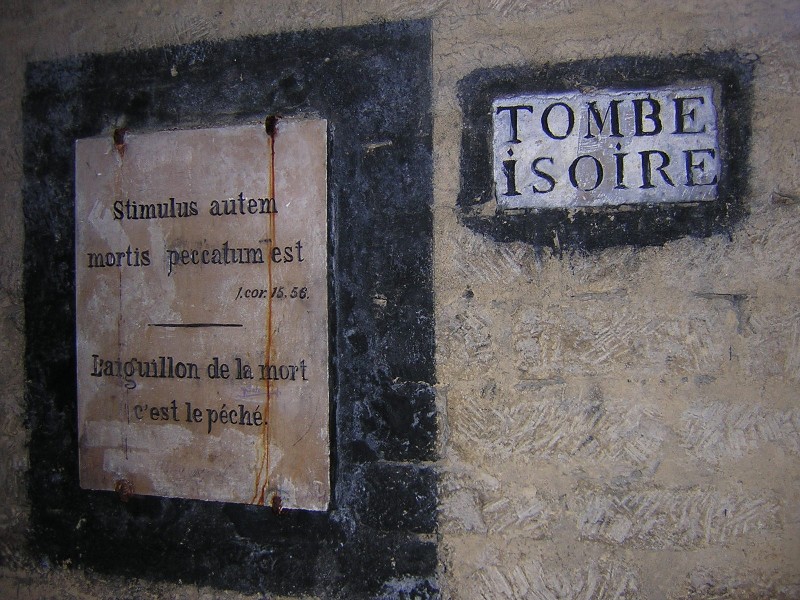 Stimulus autem
mortis peccatum est
I.cor. 15. 56.
L'aiguillon de la mort
c'est le péché.
TOMBE
iSOiRE